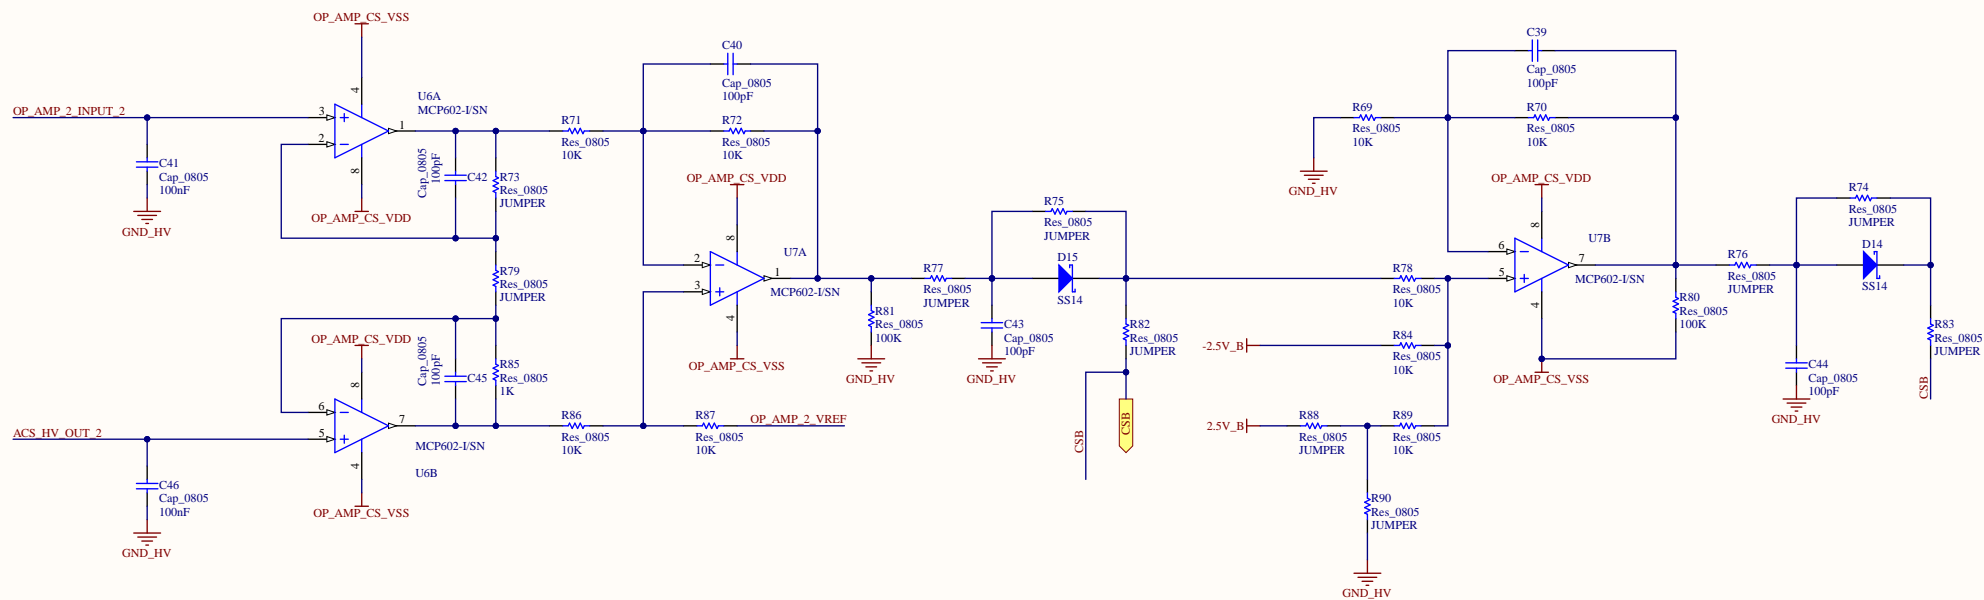 OP_AMP_CS_VSS
4
OP_AMP_2_INPUT_2
3
2
1
8
U6A
MCP602-I/SN
OP_AMP_CS_VDD
C41
Cap_0805
100nF
GND_HV
Cap_0805
100pF
C42
R73
Res_0805
JUMPER
R71
Res_0805
10K
C40
Cap_0805
100pF
R72
Res_0805
10K
R79
Res_0805
JUMPER
OP_AMP_CS_VDD
8
6
5
7
4
ACS_HV_OUT_2
MCP602-I/SN
U6B
OP_AMP_CS_VSS
C46
Cap_0805
100nF
GND_HV
Cap_0805
100pF
C45
R85
Res_0805
1K
R86
Res_0805
10K
R87
Res_0805
10K
OP_AMP_2_VREF
OP_AMP_CS_VDD
8
2
3
1
4
U7A
MCP602-I/SN
OP_AMP_CS_VSS
R81
Res_0805
100K
GND_HV
R77
Res_0805
JUMPER
C43
Cap_0805
100pF
GND_HV
R75
Res_0805
JUMPER
D15
SS14
R82
Res_0805
JUMPER
CSB
CSB
C39
Cap_0805
100pF
R69
Res_0805
10K
GND_HV
R70
Res_0805
10K
OP_AMP_CS_VDD
8
6
5
7
4
U7B
MCP602-I/SN
OP_AMP_CS_VSS
R78
Res_0805
10K
-2.5V_B
R84
Res_0805
10K
2.5V_B
R88
Res_0805
JUMPER
R89
Res_0805
10K
R90
Res_0805
JUMPER
GND_HV
R80
Res_0805
100K
R76
Res_0805
JUMPER
R74
Res_0805
JUMPER
D14
SS14
C44
Cap_0805
100pF
GND_HV
R83
Res_0805
JUMPER
CSB